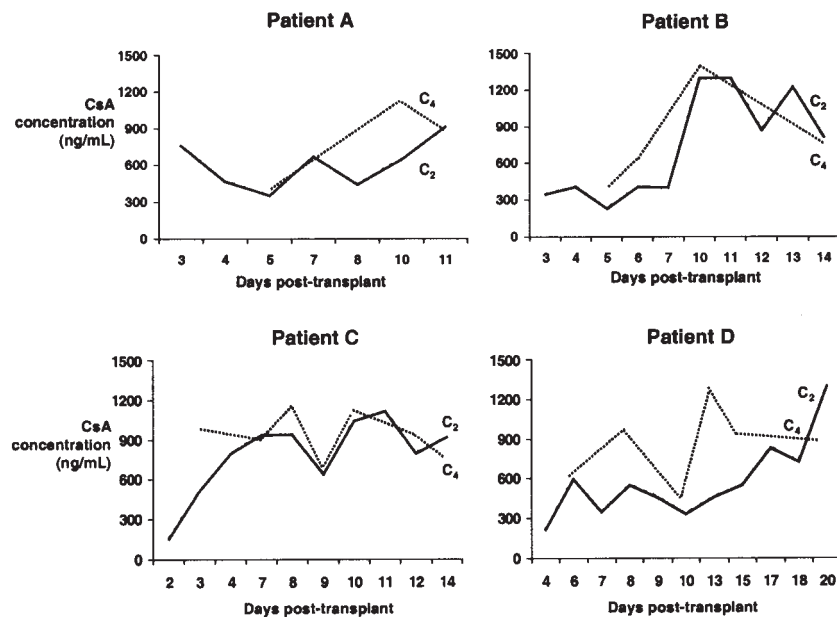 Patient A
1500
1200
900
600
300
0
CsA
concentration
(ng/mL)
C4
C2
3 4 5 7 8 10 11
Days post-transplant
Patient B
1500
1200
900
600
300
0
C2
C4
3 4 5 6 7 10 11 12 13 14
Days post-transplant
Patient C
1500
1200
900
600
300
0
CsA
concentration
(ng/mL)
C2
C4
2 3 4 7 8 9 10 11 12 14
Days post-transplant
Patient D
1500
1200
900
600
300
0
C2
C4
4 6 7 8 9 10 13 15 17 18 20
Days post-transplant